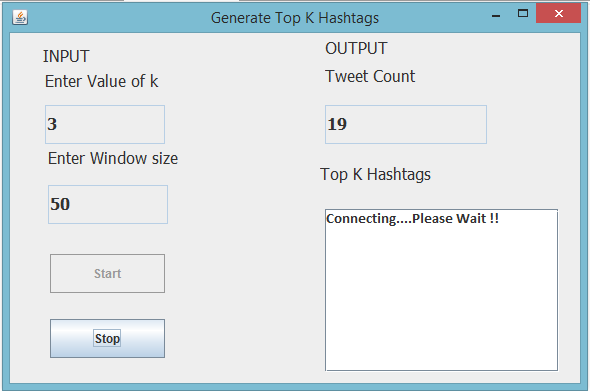 Generate Top K Hashtags
INPUT
Enter Value of k
3
Enter Window size
50
Start
Stop
OUTPUT
Tweet Count
19
Top K Hashtags
Connecting....Please Wait !!